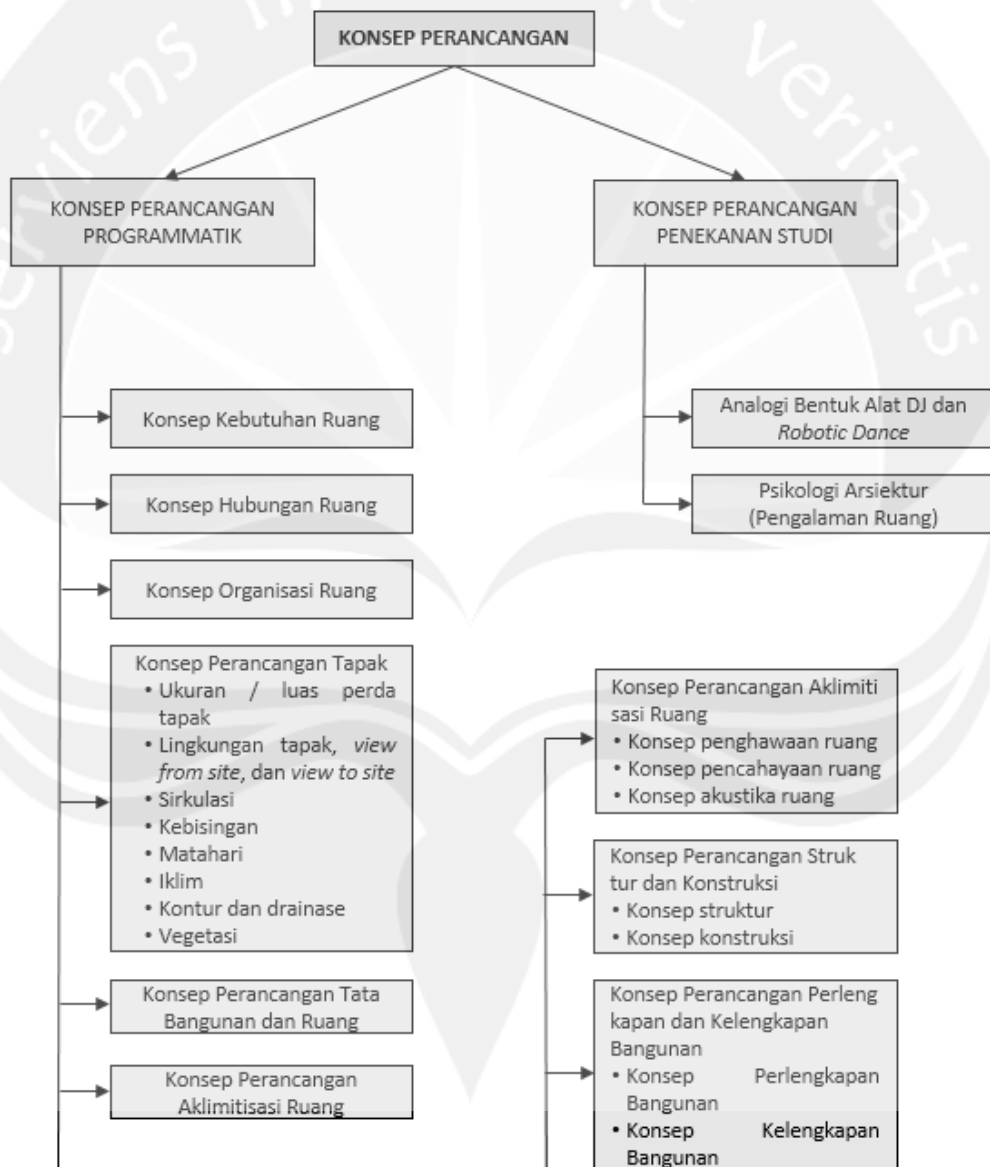 serviens in lumine veritatis
KONSEP PERANCANGAN
KONSEP PERANCANGAN
PROGRAMMATIK
KONSEP PERANCANGAN
PENEKANAN STUDI
Konsep Kebutuhan Ruang
Konsep Hubungan Ruang
Konsep Organisasi Ruang
Konsep Perancangan Tapak
• Ukuran / luas perda
tapak
• Lingkungan tapak, view
from site, dan view to site
• Sirkulasi
• Kebisingan
• Matahari
• Iklim
• Kontur dan drainase
• Vegetasi
Konsep Perancangan Tata
Bangunan dan Ruang
Konsep Perancangan
Aklimitisasi Ruang
Analogi Bentuk Alat DJ dan
Robotic Dance
Psikologi Arsiektur
(Pengalaman Ruang)
Konsep Perancangan Aklimiti
sasi Ruang
• Konsep penghawaan ruang
• Konsep pencahayaan ruang
• Konsep akustika ruang
Konsep Perancangan Struk
tur dan Konstruksi
• Konsep struktur
• Konsep konstruksi
Konsep Perancangan Perleng
kapan dan Kelengkapan
Bangunan
• Konsep Perlengkapan
Bangunan
• Konsep Kelengkapan
Bangunan